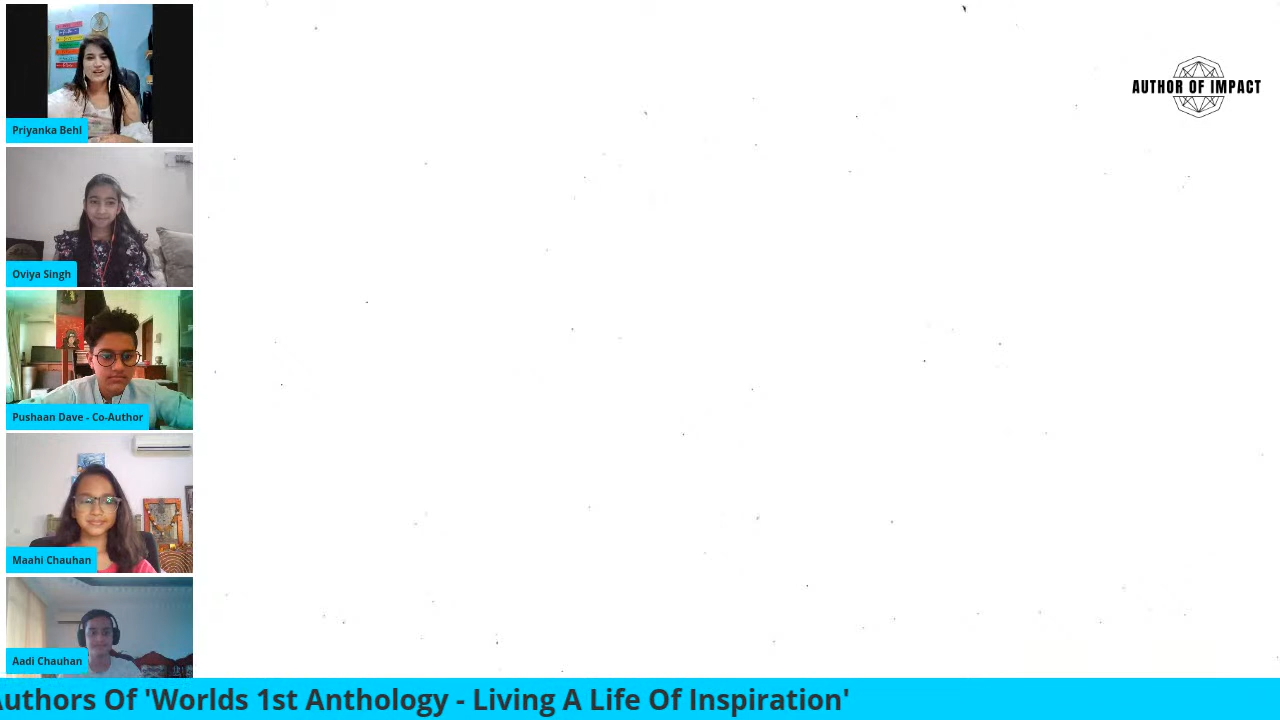 Priyanka Behl
AUTHOR OF IMPACT
Oviya Singh
Pushaan Dave - Co-Author
Maahi Chauhan
Aadi Chauhan
Authors Of 'Worlds 1st Anthology - Living A Life Of Inspiration'